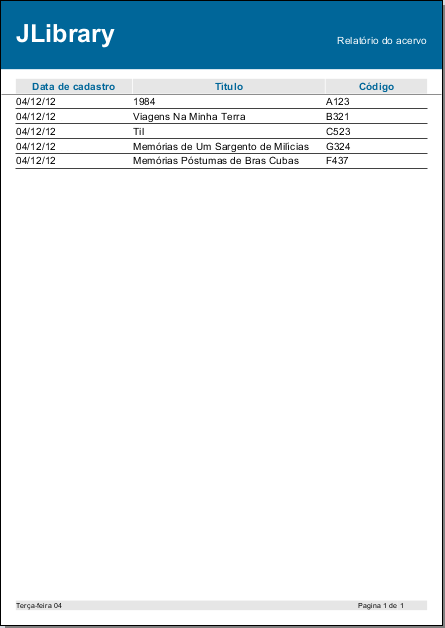 JLibrary
Relatório do acervo
Data de cadastro Título Código
04/12/12 1984 A123
04/12/12 Viagens Na Minha Terra B321
04/12/12 Til C523
04/12/12 Memórias de Um Sargento de Milícias G324
04/12/12 Memórias Póstumas de Bras Cubas F437
Terça-feira 04 Pagina 1 de 1